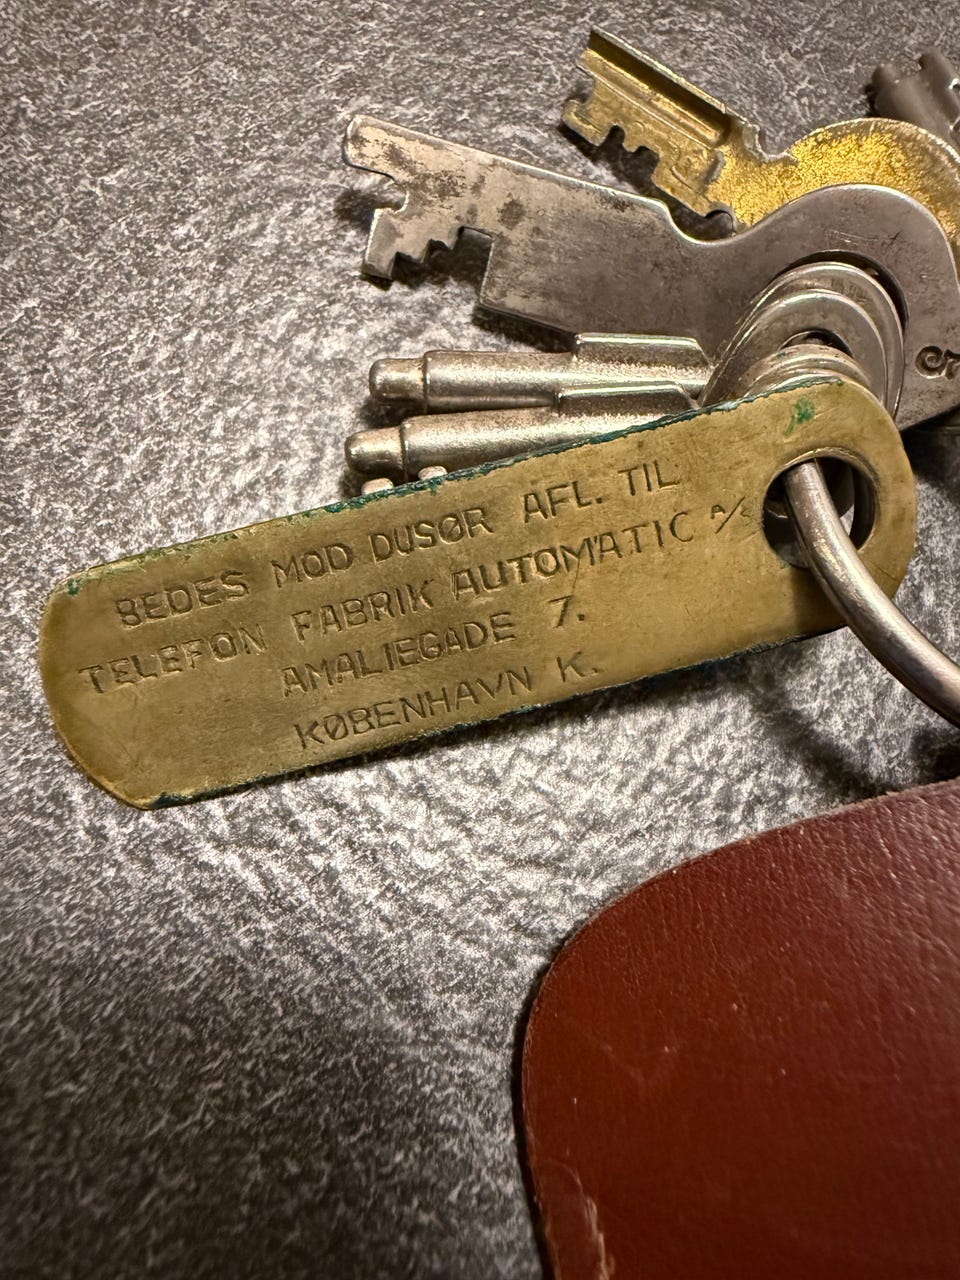 BEDES MOD DUSØR AFL. TIL
TELEFON FABRIK AUTOMATIC A/S
AMALIEGADE 7.
KØBENHAVN K.